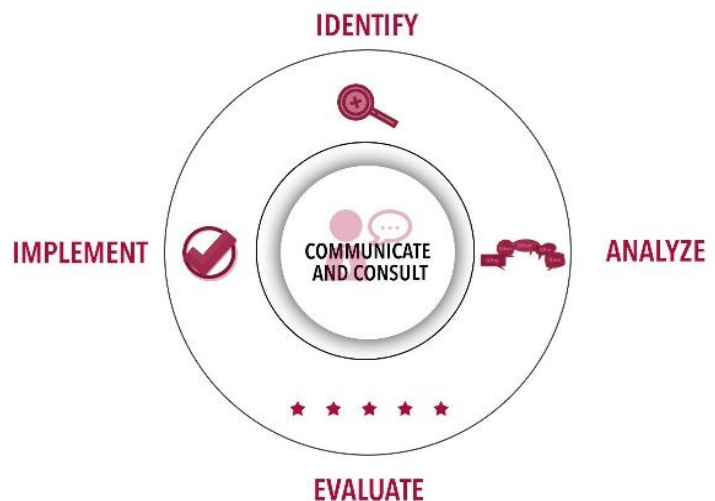 IDENTIFY
IMPLEMENT
COMMUNICATE
AND CONSULT
ANALYZE
EVALUATE